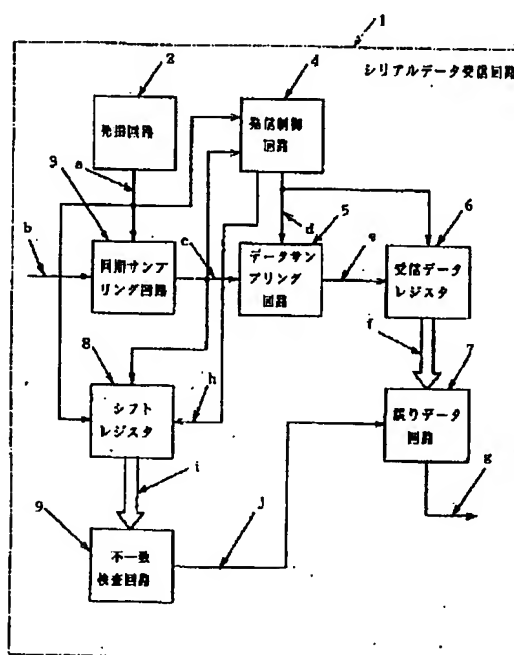 1
シリアルデータ受信回路
2
発振回路
4
発信制御
回路
a
3
b
同期サンプ
リング回路
c
d
5
データサン
プリング
回路
e
6
受信データ
レジスタ
f
7
誤りデータ
回路
g
8
シフト
レジスタ
h
i
9
不一致
検査回路
J